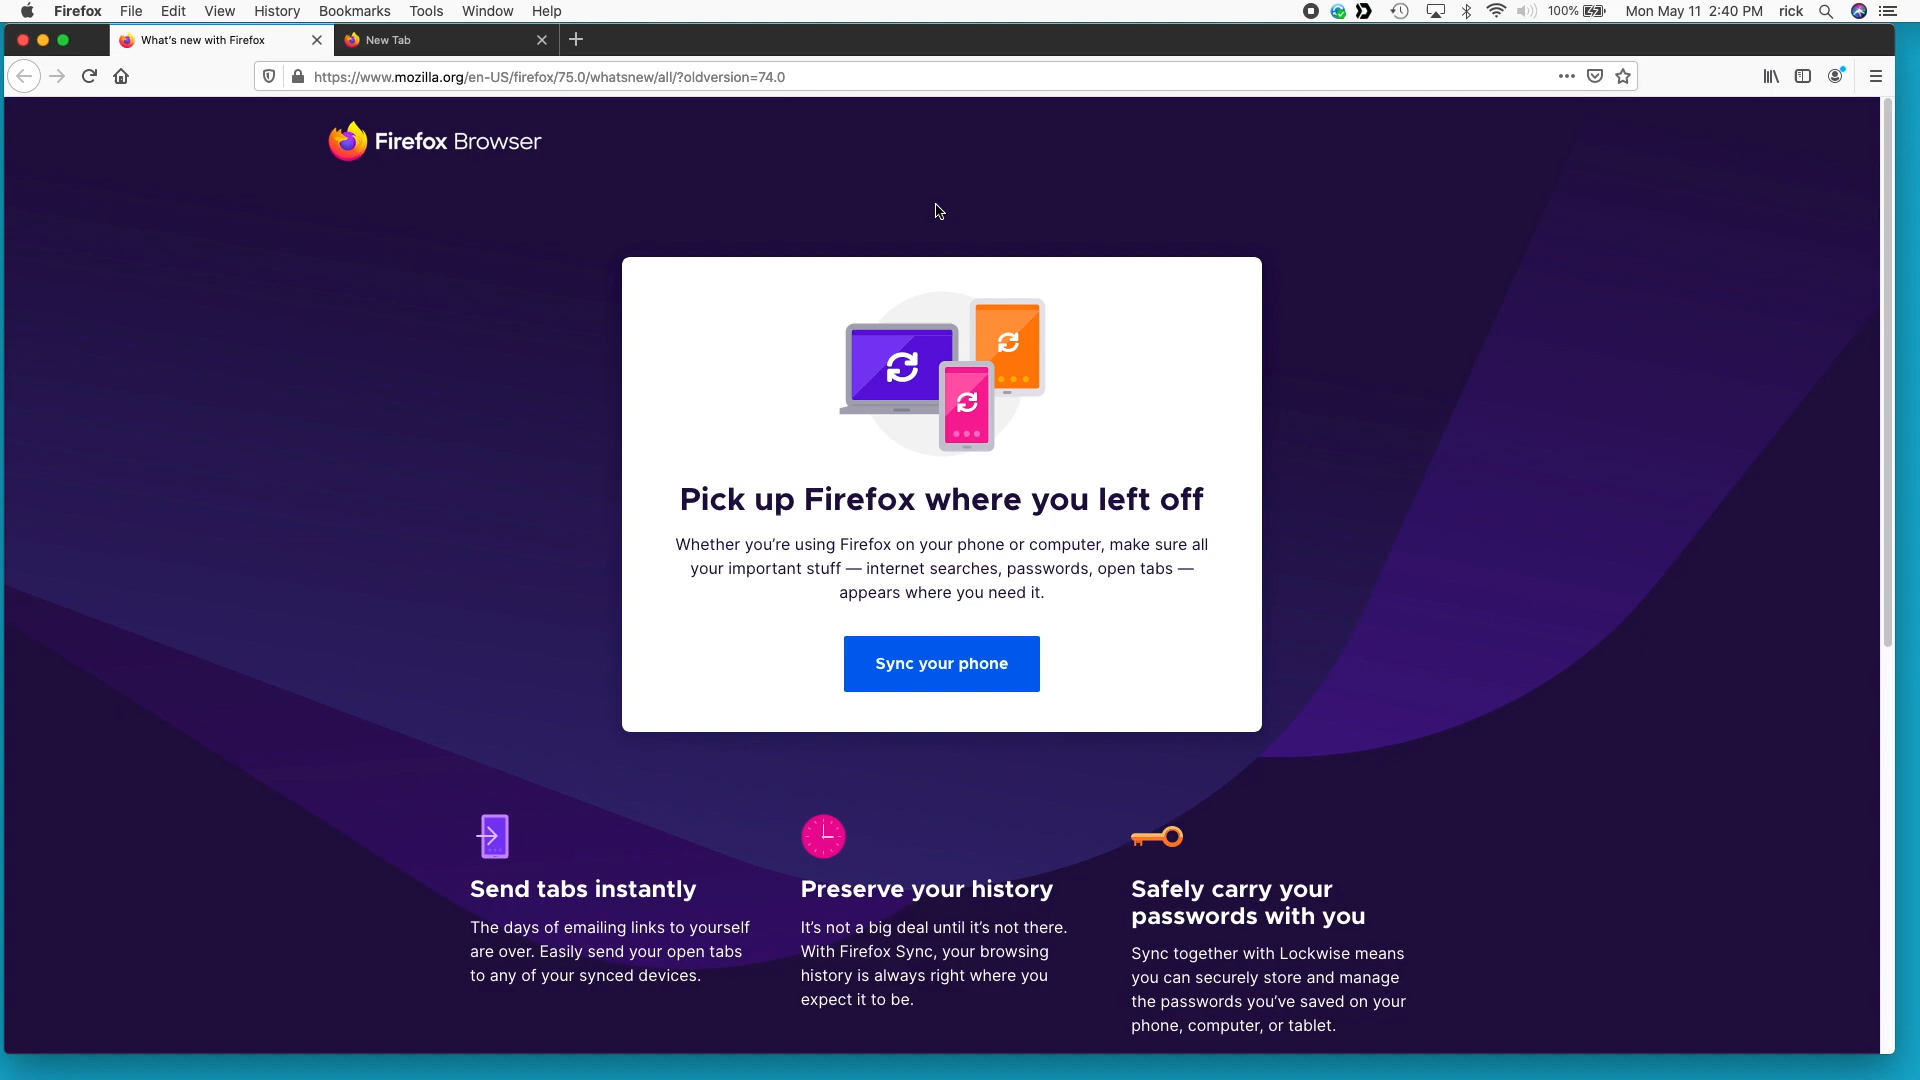 Firefox File Edit View History Bookmarks Tools Window Help 100% Mon May 11 2:40 PM rick
What's new with Firefox New Tab
https://www.mozilla.org/en-US/firefox/75.0/whatsnew/all/?oldversion=74.0
Firefox Browser
Pick up Firefox where you left off
Whether you're using Firefox on your phone or computer, make sure all
your important stuff — internet searches, passwords, open tabs —
appears where you need it.
Sync your phone
Send tabs instantly
The days of emailing links to yourself
are over. Easily send your open tabs
to any of your synced devices.
Preserve your history
It's not a big deal until it's not there.
With Firefox Sync, your browsing
history is always right where you
expect it to be.
Safely carry your
passwords with you
Sync together with Lockwise means
you can securely store and manage
the passwords you've saved on your
phone, computer, or tablet.